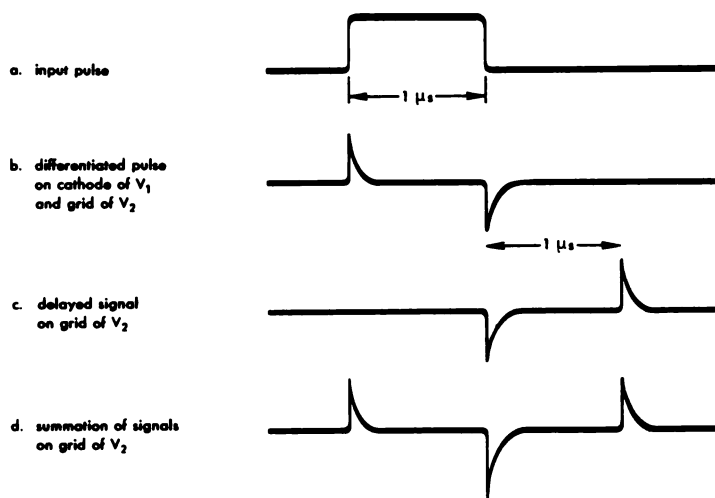 a. input pulse
1 μs
b. differentiated pulse
on cathode of V₁
and grid of V₂
1 μs
c. delayed signal
on grid of V₂
d. summation of signals
on grid of V₂